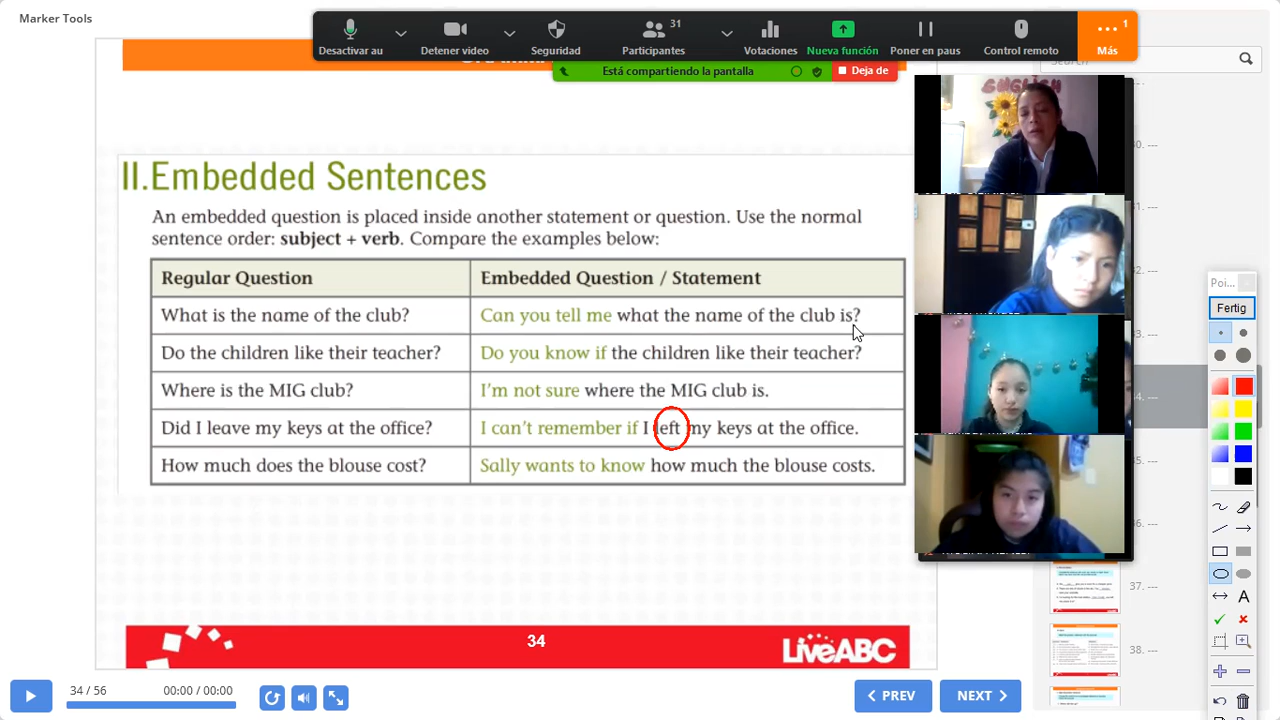 Marker Tools
31
1
Desactivar au
Detener video
Seguridad
Participantes
Votaciones
Nueva función
Poner en paus
Control remoto
Más
Está compartiendo la pantalla
Deja de
Search
ENGLISH
II.Embedded Sentences
An embedded question is placed inside another statement or question. Use the normal
sentence order: subject + verb. Compare the examples below:
Regular Question
Embedded Question / Statement
What is the name of the club?
Can you tell me what the name of the club is?
Do the children like their teacher?
Do you know if the children like their teacher?
Where is the MIG club?
I'm not sure where the MIG club is.
Did I leave my keys at the office?
I can't remember if I left my keys at the office.
How much does the blouse cost?
Sally wants to know how much the blouse costs.
34
ABC
Poi...
Fertig
37. ---
38. ---
34 / 56
00:00 / 00:00
PREV
NEXT